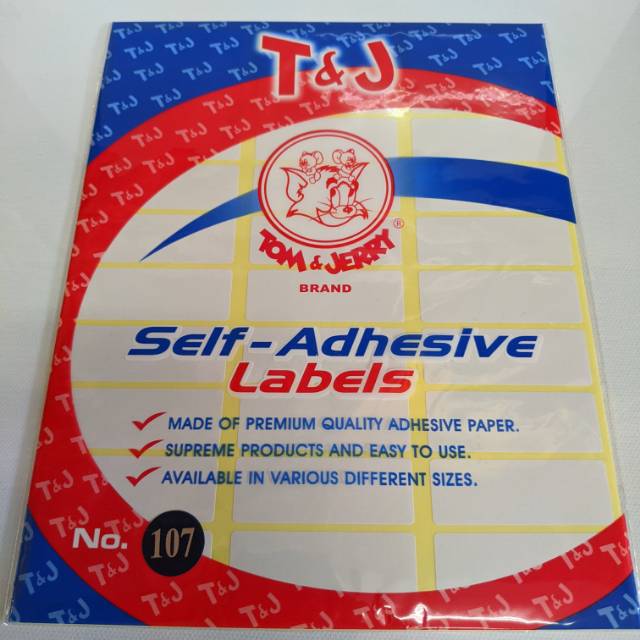 T&J
TOM & JERRY ®
BRAND
Self-Adhesive
Labels
MADE OF PREMIUM QUALITY ADHESIVE PAPER.
SUPREME PRODUCTS AND EASY TO USE.
AVAILABLE IN VARIOUS DIFFERENT SIZES.
No. 107